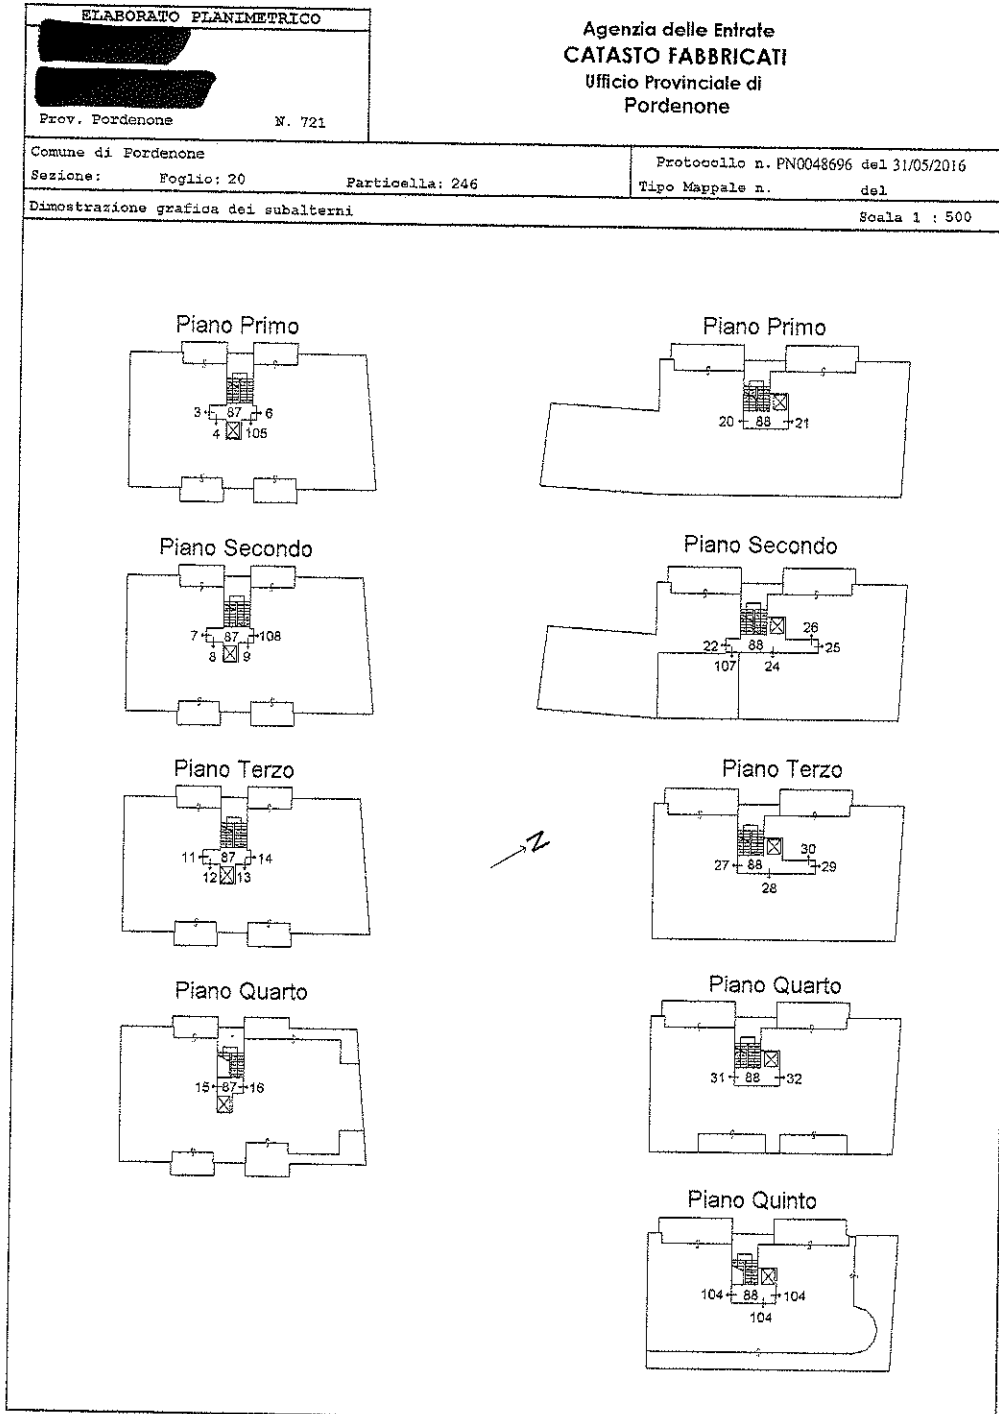 ELABORATO PLANIMETRICO
Prov. Pordenone N. 721
Agenzia delle Entrate
CATASTO FABBRICATI
Ufficio Provinciale di
Pordenone
Comune di Pordenone
Sezione: Foglio: 20 Particella: 246
Protocollo n. PN0048696 del 31/05/2016
Tipo Mappale n. del
Dimostrazione grafica dei subalterni
Scala 1 : 500
Piano Primo
3 87 6
4 105
Piano Primo
20 88 21
Piano Secondo
7 87 108
8 9
Piano Secondo
26
22 88 25
107 24
Piano Terzo
11 87 14
12 13
N
Piano Terzo
30
27 88 29
28
Piano Quarto
15 87 16
Piano Quarto
31 88 32
Piano Quinto
104 88 104
104